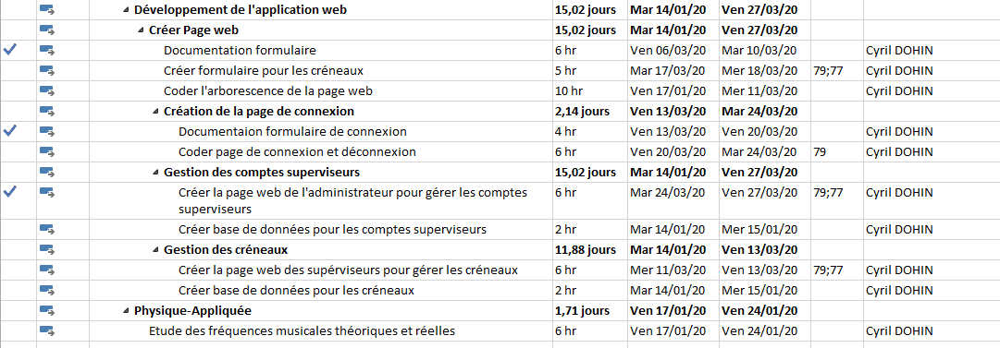 Développement de l'application web 15,02 jours Mar 14/01/20 Ven 27/03/20
Créer Page web 15,02 jours Mar 14/01/20 Ven 27/03/20
Documentation formulaire 6 hr Ven 06/03/20 Mar 10/03/20 Cyril DOHIN
Créer formulaire pour les créneaux 5 hr Mar 17/03/20 Mer 18/03/20 79;77 Cyril DOHIN
Coder l'arborescence de la page web 10 hr Ven 17/01/20 Mer 11/03/20 Cyril DOHIN
Création de la page de connexion 2,14 jours Ven 13/03/20 Mar 24/03/20
Documentaion formulaire de connexion 4 hr Ven 13/03/20 Ven 20/03/20 Cyril DOHIN
Coder page de connexion et déconnexion 6 hr Ven 20/03/20 Mar 24/03/20 79 Cyril DOHIN
Gestion des comptes superviseurs 15,02 jours Mar 14/01/20 Ven 27/03/20
Créer la page web de l'administrateur pour gérer les comptes 6 hr Mar 24/03/20 Ven 27/03/20 79;77 Cyril DOHIN
superviseurs
Créer base de données pour les comptes superviseurs 2 hr Mar 14/01/20 Mer 15/01/20 Cyril DOHIN
Gestion des créneaux 11,88 jours Mar 14/01/20 Ven 13/03/20
Créer la page web des supérviseurs pour gérer les créneaux 6 hr Mer 11/03/20 Ven 13/03/20 79;77 Cyril DOHIN
Créer base de données pour les créneaux 2 hr Mar 14/01/20 Mer 15/01/20 Cyril DOHIN
Physique-Appliquée 1,71 jours Ven 17/01/20 Ven 24/01/20
Etude des fréquences musicales théoriques et réelles 6 hr Ven 17/01/20 Ven 24/01/20 Cyril DOHIN